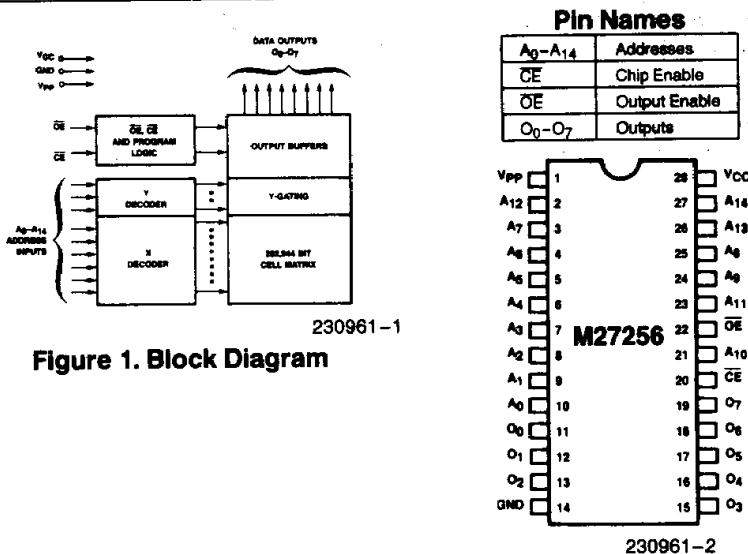 Pin Names
A0–A14 Addresses
CE Chip Enable
OE Output Enable
O0–O7 Outputs
DATA OUTPUTS
O0–O7
VCC
GND
VPP
OE
CE
OE, CE
AND PROGRAM
LOGIC
OUTPUT BUFFERS
Y
DECODER
Y-GATING
A0–A14
ADDRESS
INPUTS
X
DECODER
BIT
CELL MATRIX
230961–1
Figure 1. Block Diagram
VPP 1 28 VCC
A12 2 27 A14
A7 3 26 A13
A6 4 25 A8
A5 5 24 A9
A4 6 23 A11
A3 7 22 OE
M27256
A2 8 21 A10
A1 9 20 CE
A0 10 19 O7
O0 11 18 O6
O1 12 17 O5
O2 13 16 O4
GND 14 15 O3
230961–2